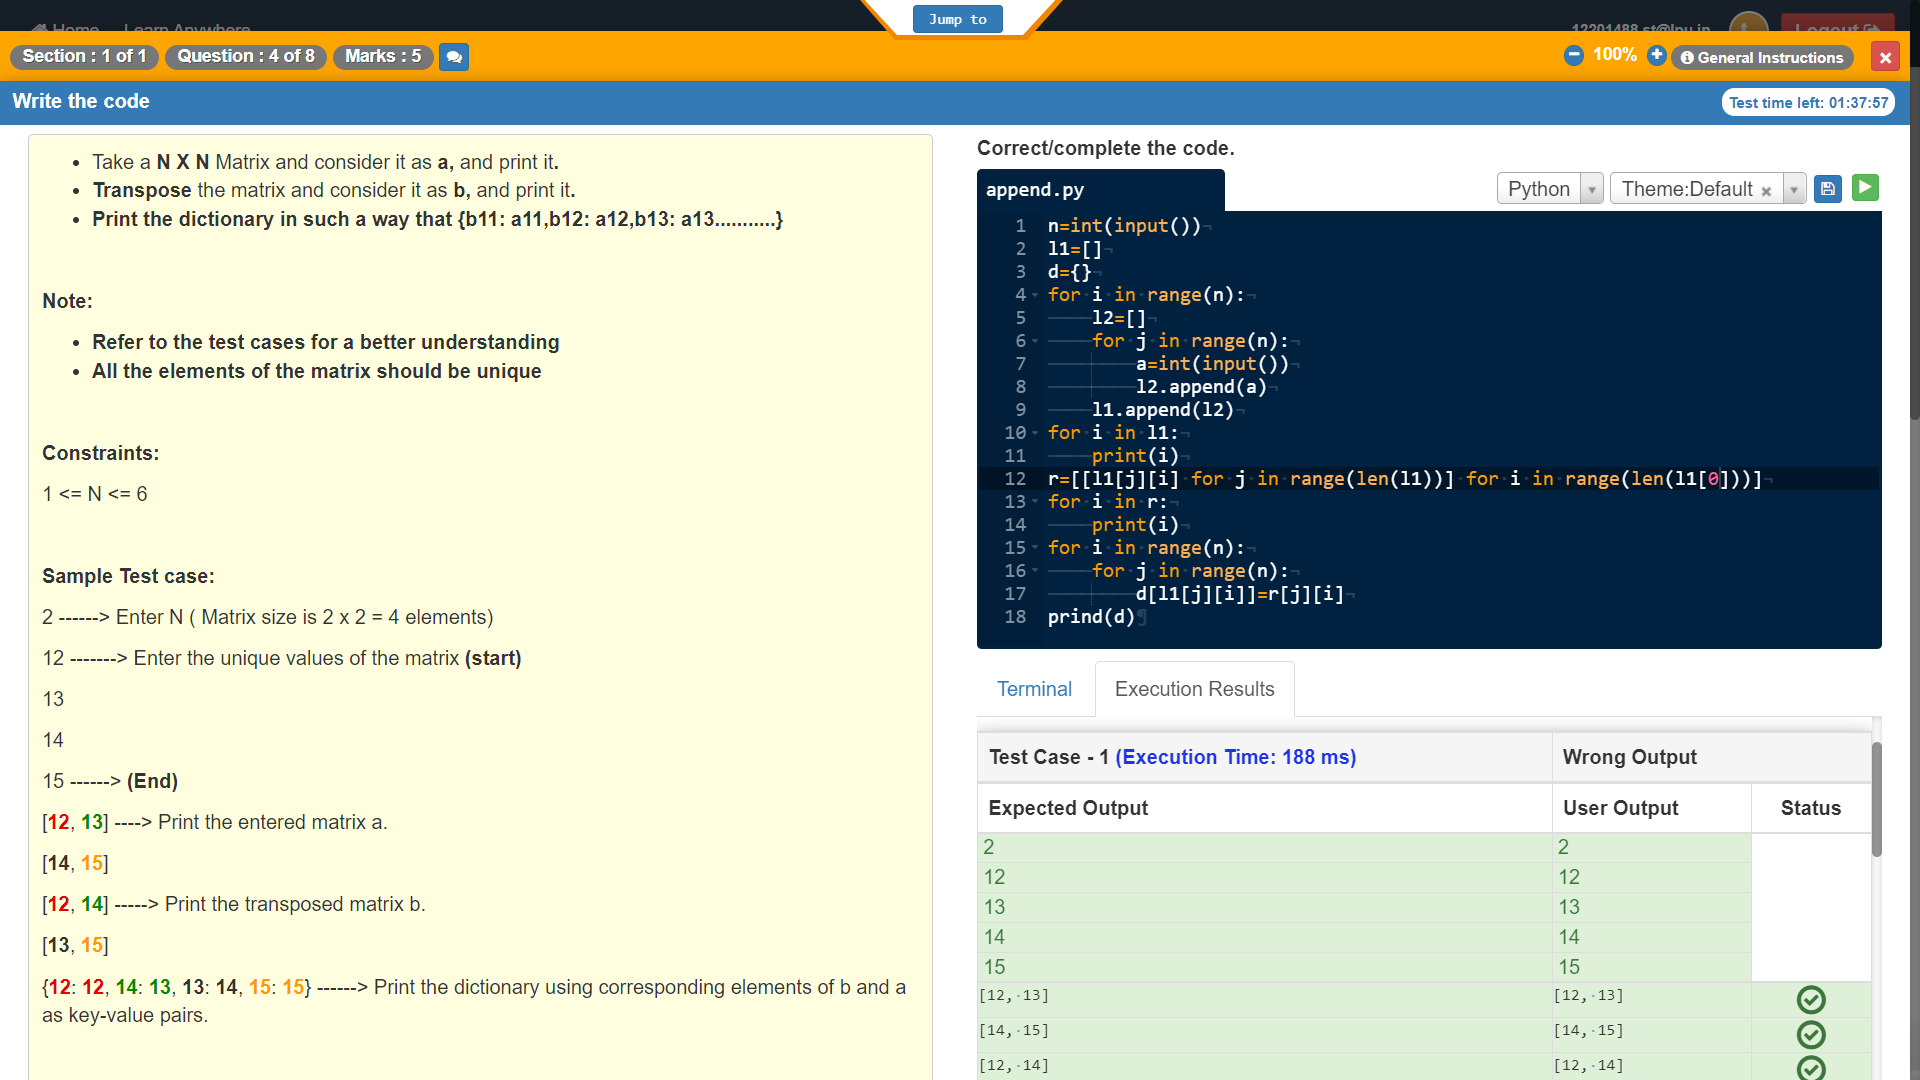 Jump to
Home Learn Anywhere
12201488.st@lpu.in
Logout
Section : 1 of 1 Question : 4 of 8 Marks : 5
100% General Instructions
Write the code
Test time left: 01:37:57
• Take a N X N Matrix and consider it as a, and print it.
• Transpose the matrix and consider it as b, and print it.
• Print the dictionary in such a way that {b11: a11,b12: a12,b13: a13...........}
Note:
• Refer to the test cases for a better understanding
• All the elements of the matrix should be unique
Constraints:
1 <= N <= 6
Sample Test case:
2 ------> Enter N ( Matrix size is 2 x 2 = 4 elements)
12 -------> Enter the unique values of the matrix (start)
13
14
15 ------> (End)
[12, 13] ----> Print the entered matrix a.
[14, 15]
[12, 14] -----> Print the transposed matrix b.
[13, 15]
{12: 12, 14: 13, 13: 14, 15: 15} ------> Print the dictionary using corresponding elements of b and a
as key-value pairs.
Correct/complete the code.
append.py
Python Theme:Default ×
1 n=int(input())
2 l1=[]
3 d={}
4 for i in range(n):
5     l2=[]
6     for j in range(n):
7         a=int(input())
8         l2.append(a)
9     l1.append(l2)
10 for i in l1:
11     print(i)
12 r=[[l1[j][i] for j in range(len(l1))] for i in range(len(l1[0]))]
13 for i in r:
14     print(i)
15 for i in range(n):
16     for j in range(n):
17         d[l1[j][i]]=r[j][i]
18 prind(d)
Terminal Execution Results
Test Case - 1 (Execution Time: 188 ms) Wrong Output
Expected Output User Output Status
2 2
12 12
13 13
14 14
15 15
[12,·13] [12,·13]
[14,·15] [14,·15]
[12,·14] [12,·14]